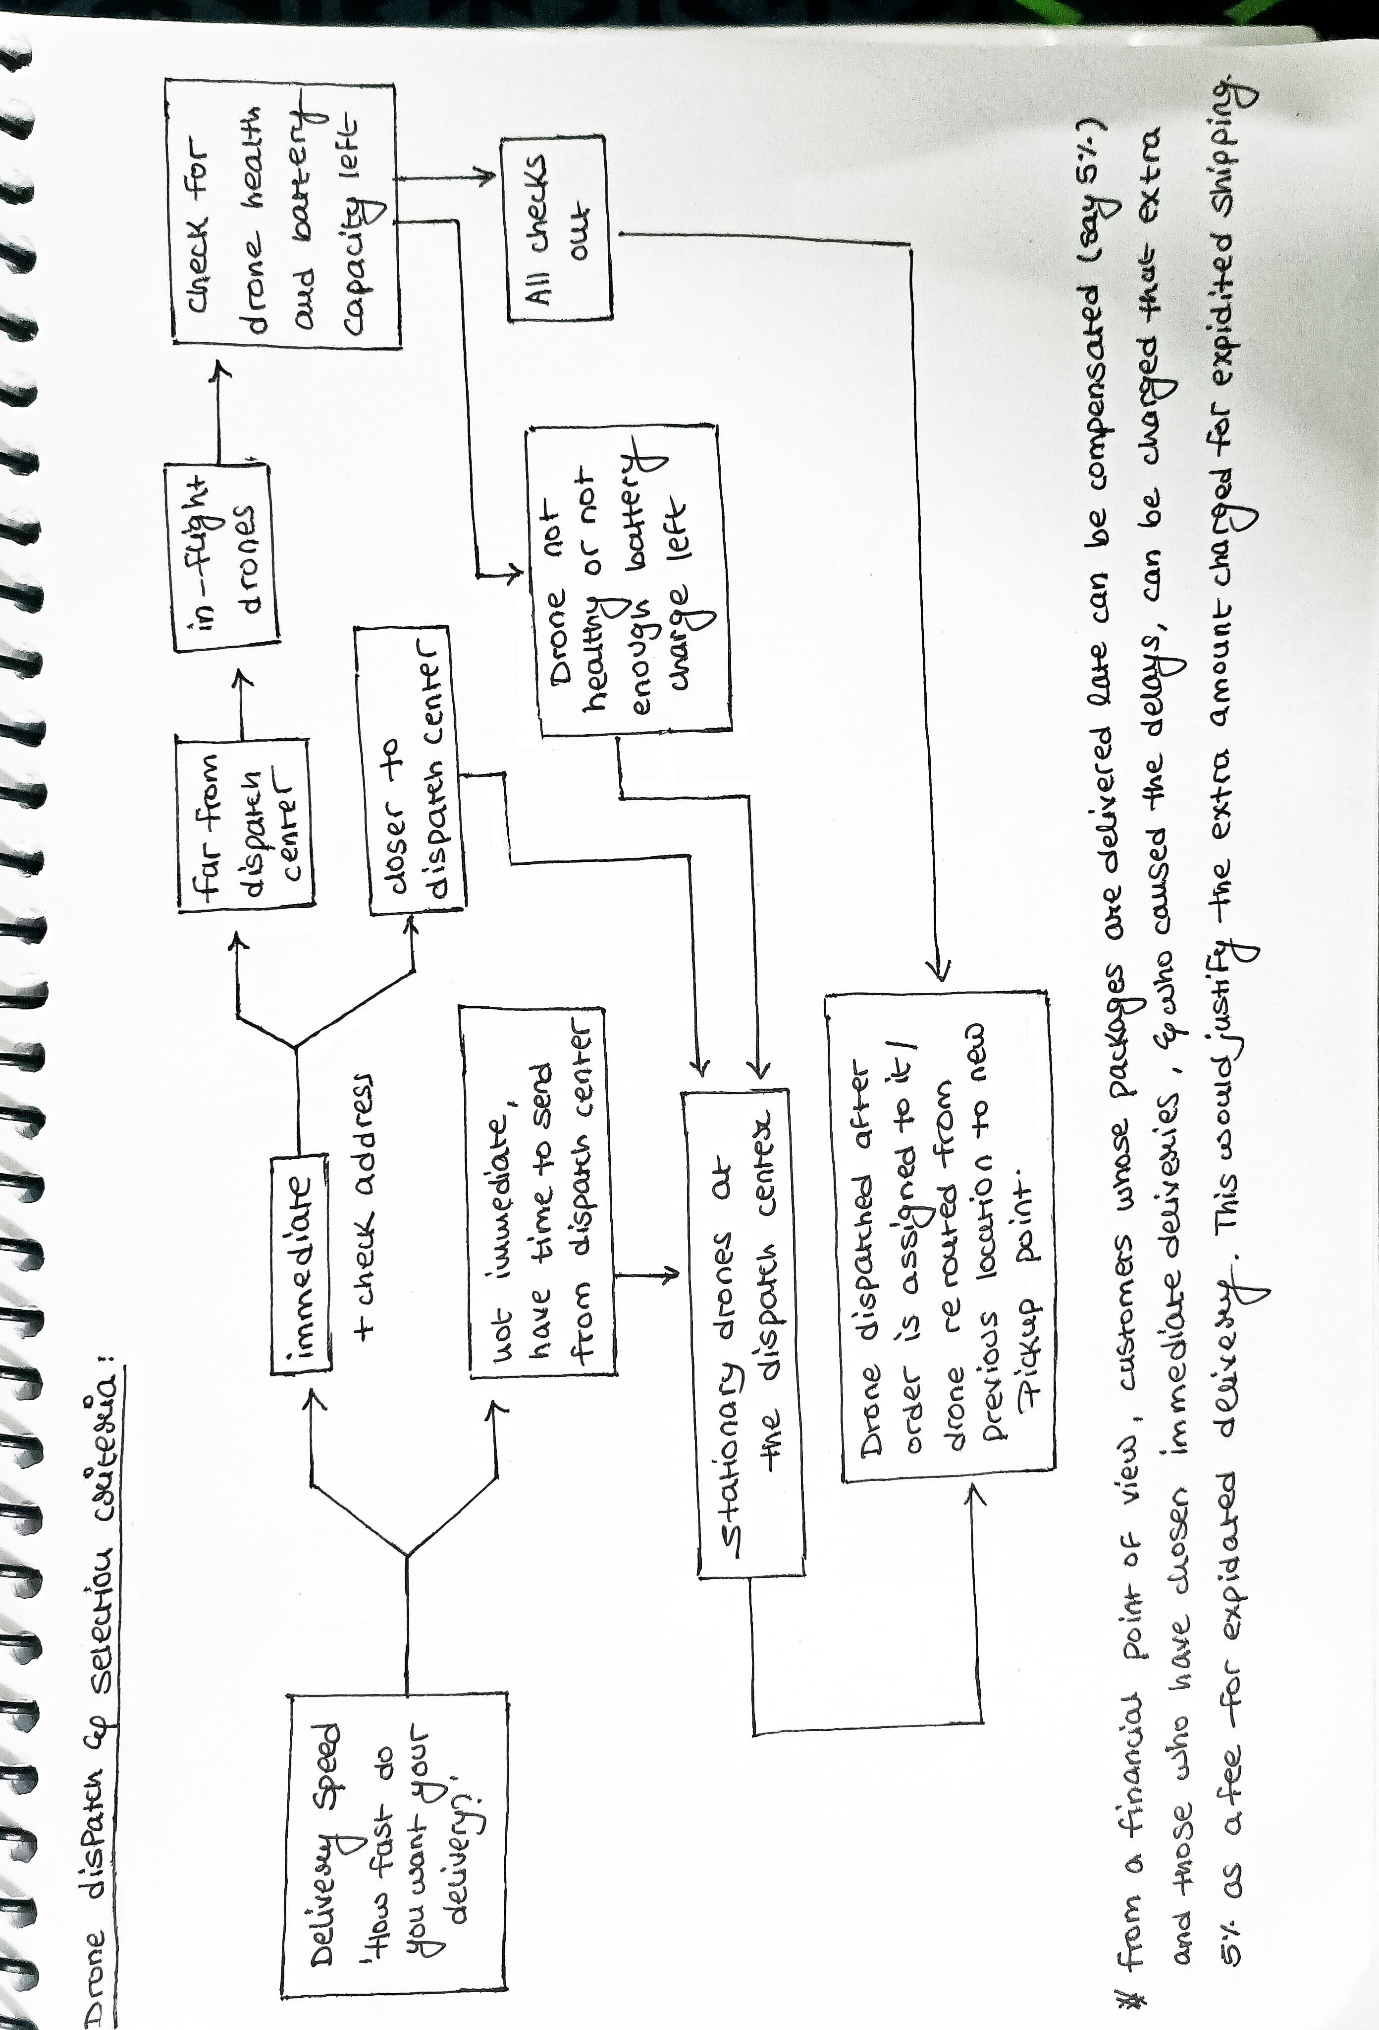 Drone dispatch & selection criteria:
Delivery Speed
'How fast do
you want your
delivery?'
immediate
+ check address
far from
dispatch
center
in-flight
drones
check for
drone health
and battery
capacity left
closer to
dispatch center
not immediate,
have time to send
from dispatch center
Drone not
healthy or not
enough battery
charge left
All checks
out
Stationary drones at
the dispatch center
Drone dispatched after
order is assigned to it/
drone rerouted from
previous location to new
Pickup point.
* from a financial point of view, customers whose packages are delivered late can be compensated (say 5%)
and those who have chosen immediate deliveries, & who caused the delays, can be charged that extra
5% as a fee for expidated delivery. This would justify the extra amount charged for expidited shipping